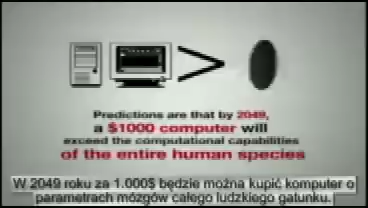 Predictions are that by 2049,
a $1000 computer will
exceed the computational capabilities
of the entire human species
W 2049 roku za 1.000$ będzie można kupić komputer o
parametrach mózgów całego ludzkiego gatunku.